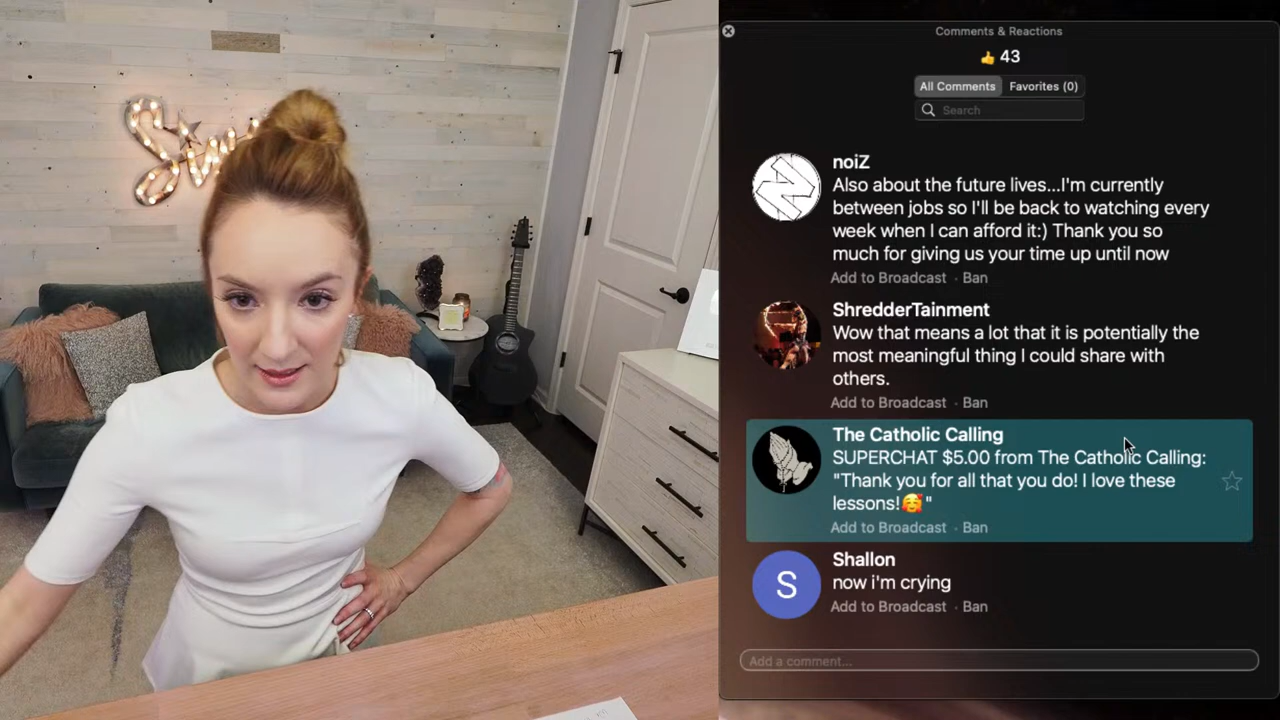 Comments & Reactions
👍 43
All Comments Favorites (0)
Search
noiZ
Also about the future lives...I'm currently
between jobs so I'll be back to watching every
week when I can afford it:) Thank you so
much for giving us your time up until now
Add to Broadcast · Ban
ShredderTainment
Wow that means a lot that it is potentially the
most meaningful thing I could share with
others.
Add to Broadcast · Ban
The Catholic Calling
SUPERCHAT $5.00 from The Catholic Calling:
"Thank you for all that you do! I love these
lessons!🥰"
Add to Broadcast · Ban
S
Shallon
now i'm crying
Add to Broadcast · Ban
Add a comment...